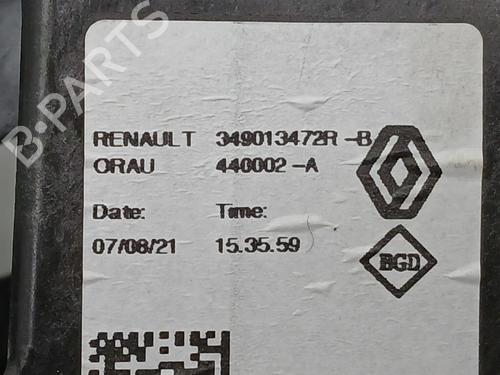 B-PARTS
RENAULT 349013472R-B
ORAU 440002-A
Date: Time:
07/08/21 15.35.59
BGD